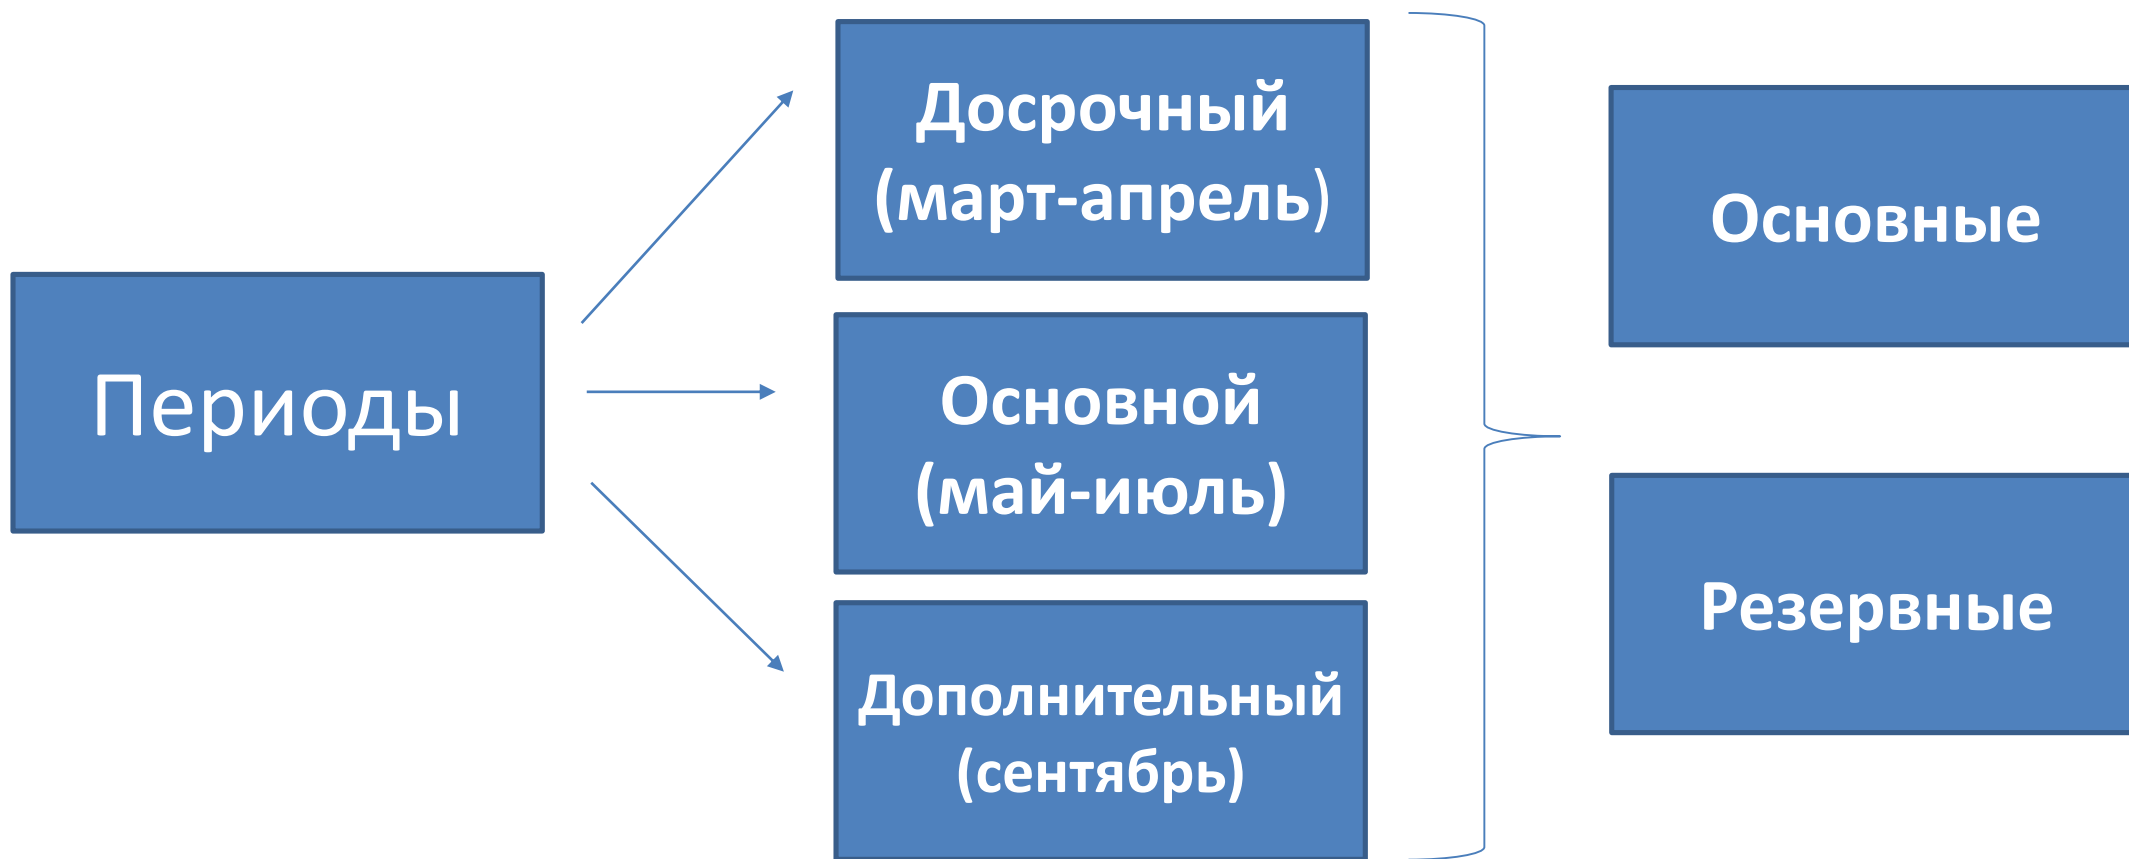 Периоды
Досрочный
(март-апрель)
Основной
(май-июль)
Дополнительный
(сентябрь)
Основные
Резервные